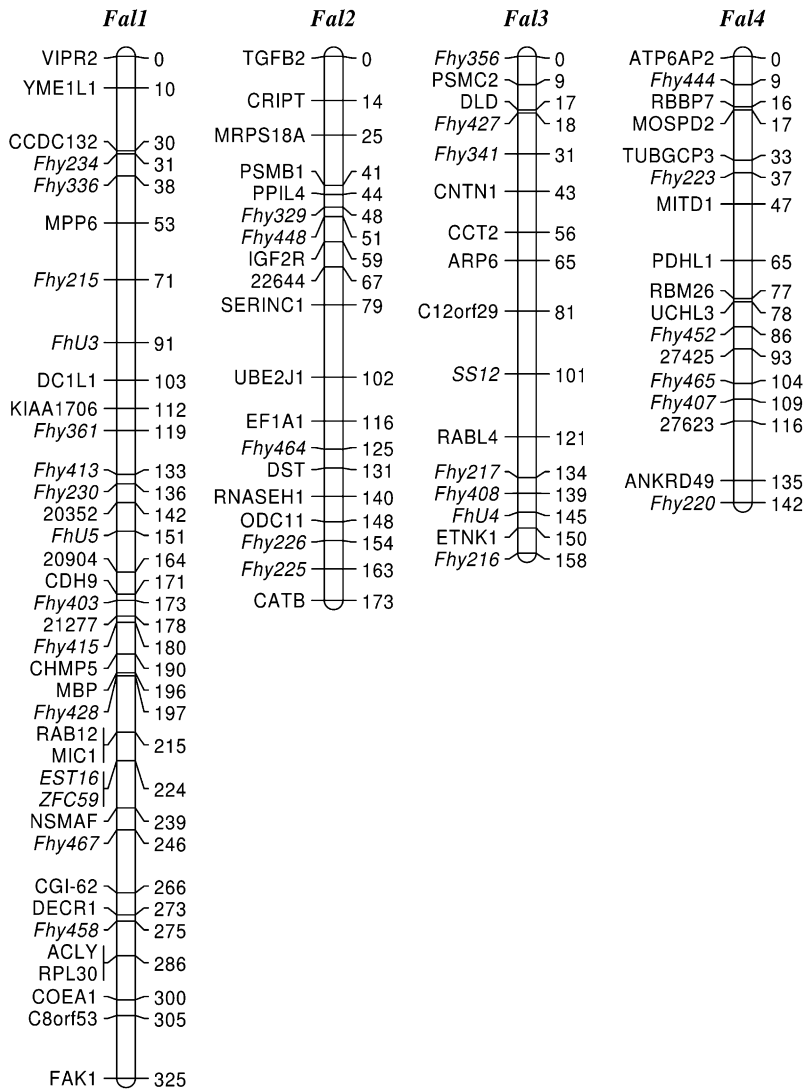 Fal1
VIPR2 0
YME1L1 10
CCDC132 30
Fhy234 31
Fhy336 38
MPP6 53
Fhy215 71
FhU3 91
DC1L1 103
KIAA1706 112
Fhy361 119
Fhy413 133
Fhy230 136
20352 142
FhU5 151
20904 164
CDH9 171
Fhy403 173
21277 178
Fhy415 180
CHMP5 190
MBP 196
Fhy428 197
RAB12
MIC1 215
EST16
ZFC59 224
NSMAF 239
Fhy467 246
CGI-62 266
DECR1 273
Fhy458 275
ACLY
RPL30 286
COEA1 300
C8orf53 305
FAK1 325
Fal2
TGFB2 0
CRIPT 14
MRPS18A 25
PSMB1 41
PPIL4 44
Fhy329 48
Fhy448 51
IGF2R 59
22644 67
SERINC1 79
UBE2J1 102
EF1A1 116
Fhy464 125
DST 131
RNASEH1 140
ODC11 148
Fhy226 154
Fhy225 163
CATB 173
Fal3
Fhy356 0
PSMC2 9
DLD 17
Fhy427 18
Fhy341 31
CNTN1 43
CCT2 56
ARP6 65
C12orf29 81
SS12 101
RABL4 121
Fhy217 134
Fhy408 139
FhU4 145
ETNK1 150
Fhy216 158
Fal4
ATP6AP2 0
Fhy444 9
RBBP7 16
MOSPD2 17
TUBGCP3 33
Fhy223 37
MITD1 47
PDHL1 65
RBM26 77
UCHL3 78
Fhy452 86
27425 93
Fhy465 104
Fhy407 109
27623 116
ANKRD49 135
Fhy220 142